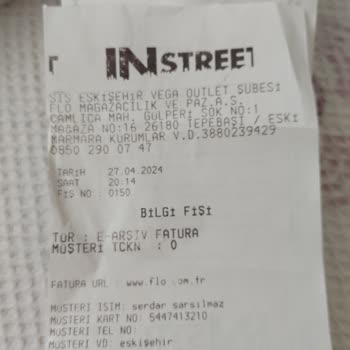 T INSTREET
STS ESKİŞEHİR VEGA OUTLET ŞUBESİ
FLO MAĞAZACILIK VE PAZ.A.Ş.
ÇAMLICA MAH. GÜLPERİ SOK NO:1
MAĞAZA NO:16 26180 TEPEBAŞI / ESKİ
MARMARA KURUMLAR V.D.3880239429
0850 290 07 47
TARİH 27.04.2024
SAAT 20:14
FİŞ NO : 0150
BİLGİ FİŞİ
TÜR : E-ARŞİV FATURA
MÜŞTERİ TCKN : 0
FATURA URL : www.flo.com.tr
MÜŞTERİ İSİM: serdar sarsılmaz
MÜŞTERİ KART NO: 5447413210
MÜŞTERİ TEL NO:
MÜŞTERİ VD: eskişehir